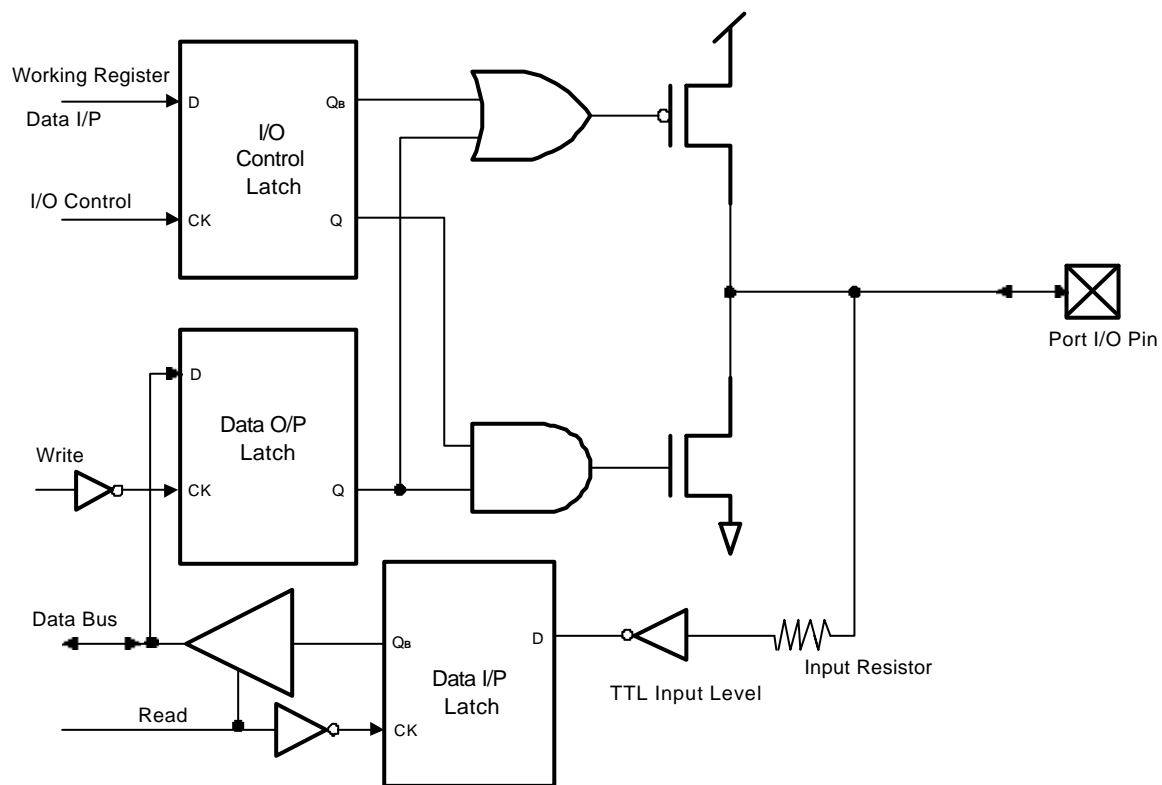 Working Register
Data I/P
I/O Control
D
CK
QB
Q
I/O
Control
Latch
D
CK
Q
Data O/P
Latch
Write
Data Bus
Read
QB
D
CK
Data I/P
Latch
TTL Input Level
Input Resistor
Port I/O Pin